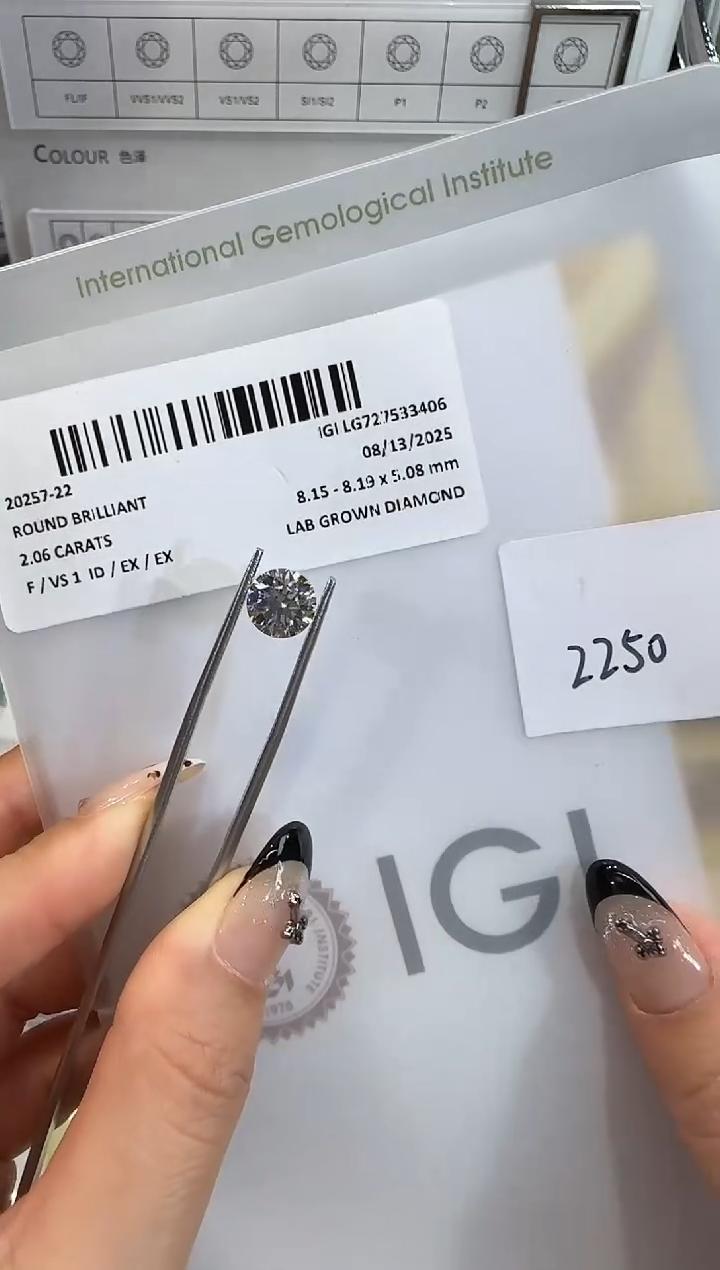 FL/IF
VVS1/VVS2
VS1/VS2
SI1/SI2
P1
P2
COLOUR 色澤
International Gemological Institute
IGI LG727533406
08/13/2025
8.15 - 8.19 x 5.08 mm
LAB GROWN DIAMOND
20257-22
ROUND BRILLIANT
2.06 CARATS
F / VS 1 ID / EX / EX
2250
IGI
INSTITUTE